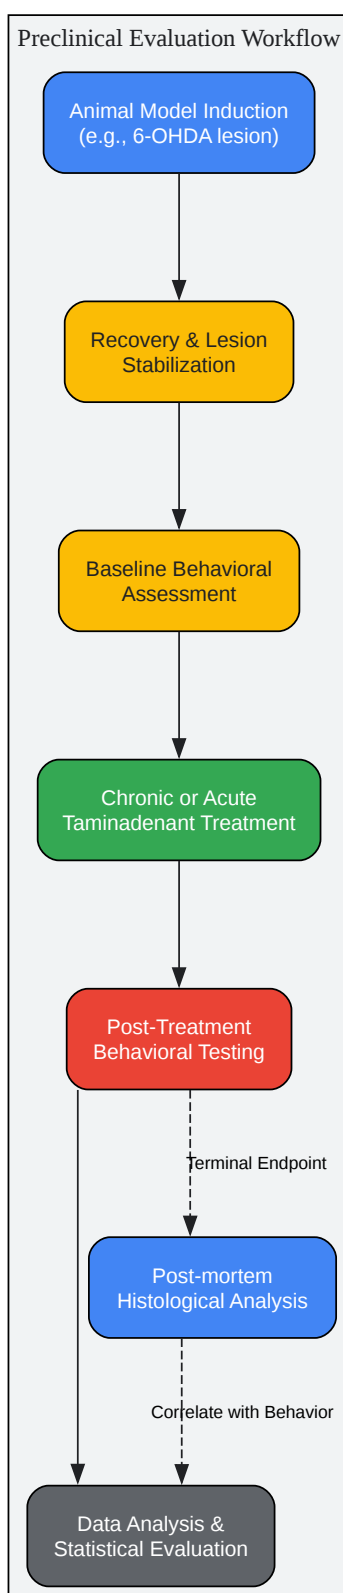 Preclinical Evaluation Workflow
Animal Model Induction
(e.g., 6-OHDA lesion)
Recovery & Lesion
Stabilization
Baseline Behavioral
Assessment
Chronic or Acute
Taminadenant Treatment
Post-Treatment
Behavioral Testing
Terminal Endpoint
Post-mortem
Histological Analysis
Correlate with Behavior
Data Analysis &
Statistical Evaluation